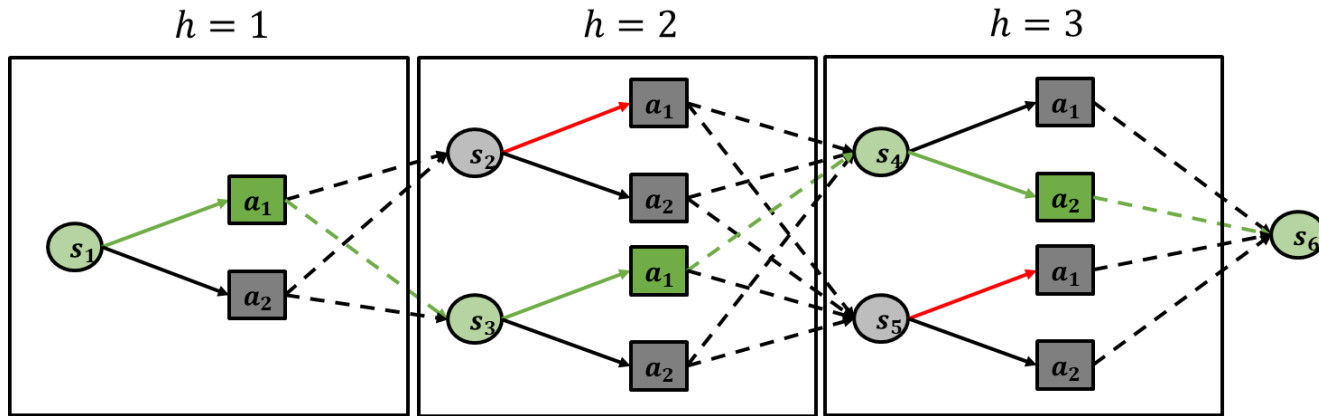 h = 1
h = 2
h = 3
s₁
a₁
a₂
s₂
s₃
a₁
a₂
a₁
a₂
s₄
s₅
a₁
a₂
a₁
a₂
s₆